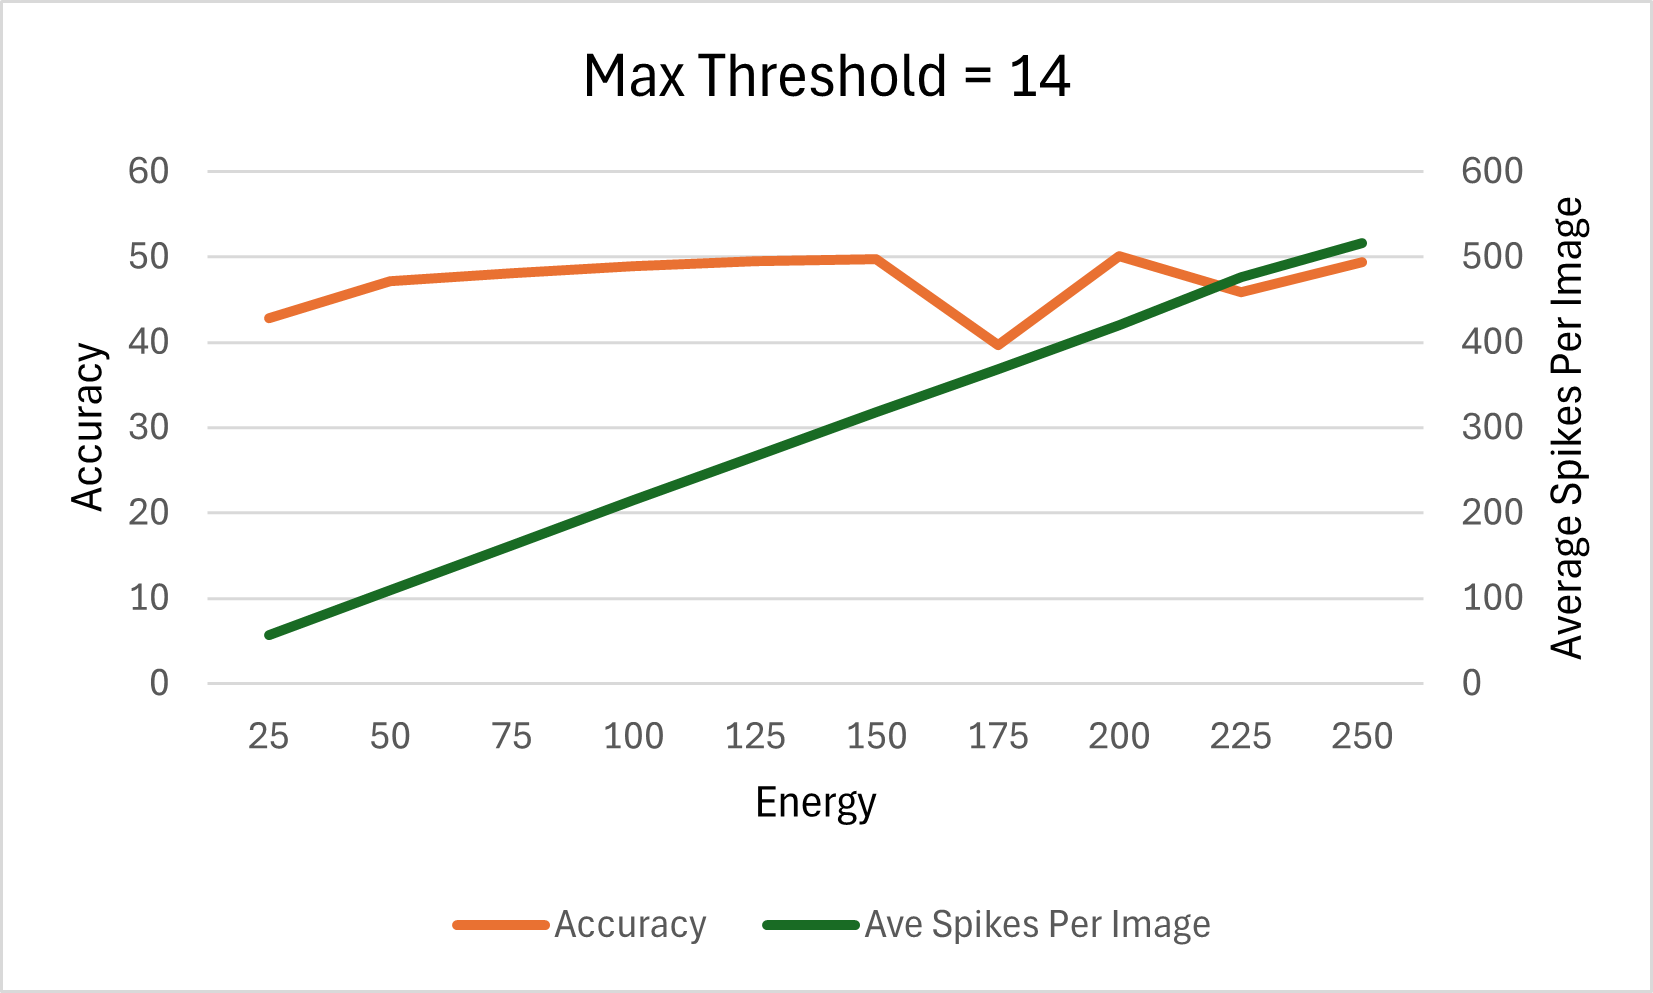 Max Threshold = 14
60
50
40
30
20
10
0
Accuracy
600
500
400
300
200
100
0
Average Spikes Per Image
25 50 75 100 125 150 175 200 225 250
Energy
Accuracy Ave Spikes Per Image